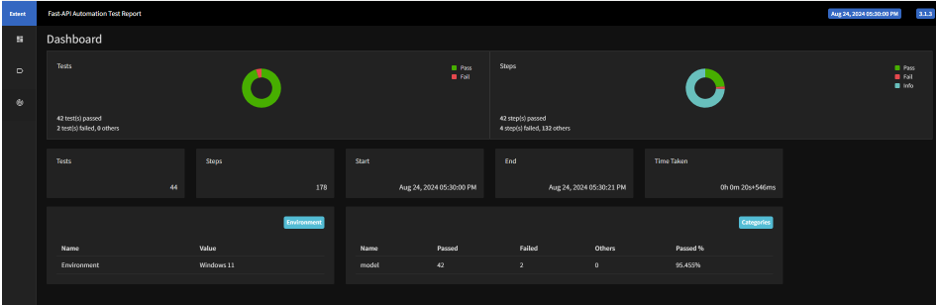 Extent Fast-API Automation Test Report Aug 24, 2024 05:30:00 PM 3.1.3
Dashboard
Tests
Pass
Fail
42 test(s) passed
2 test(s) failed, 0 others
Steps
Pass
Fail
Info
42 step(s) passed
4 step(s) failed, 132 others
Tests
44
Steps
178
Start
Aug 24, 2024 05:30:00 PM
End
Aug 24, 2024 05:30:21 PM
Time Taken
0h 0m 20s+546ms
Environment
Name Value
Environment Windows 11
Categories
Name Passed Failed Others Passed %
model 42 2 0 95.455%